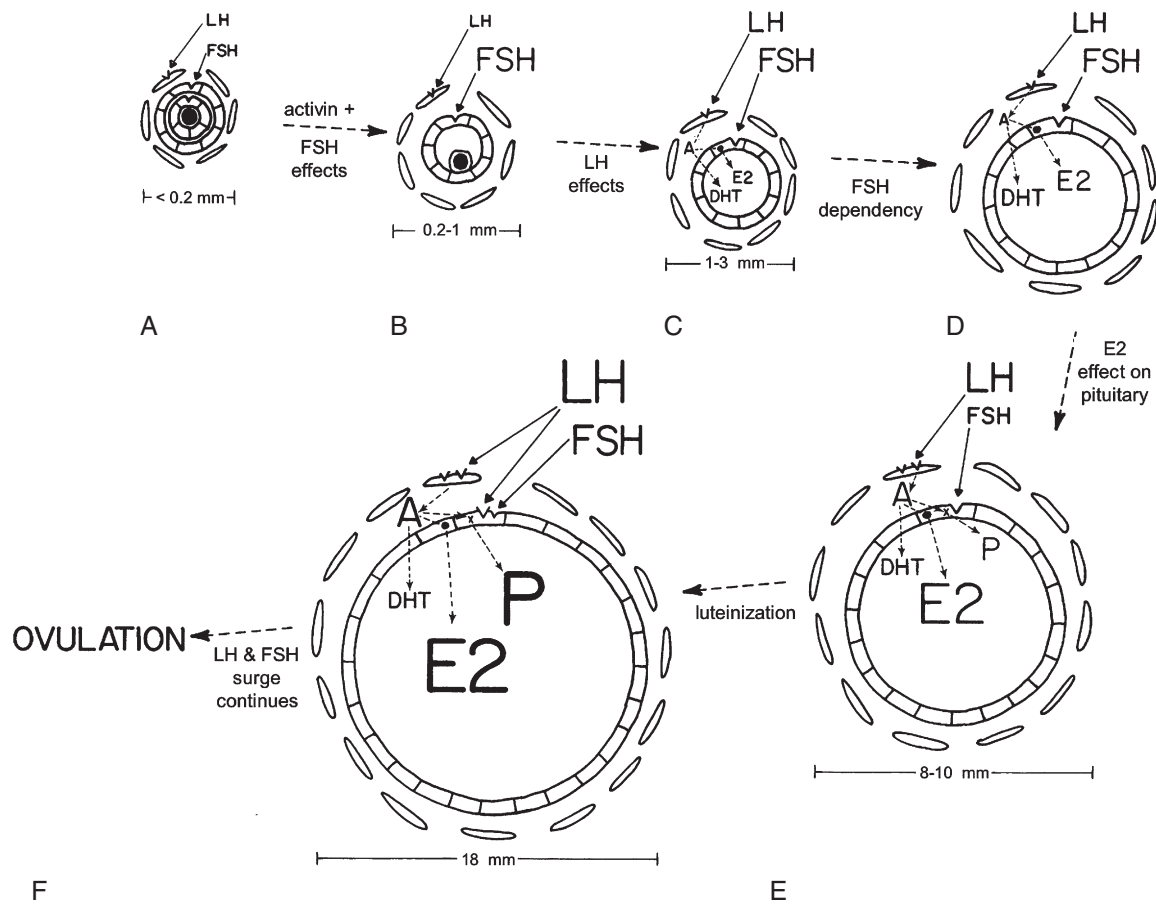 LH
FSH
< 0.2 mm
A
activin +
FSH
effects
LH
FSH
0.2-1 mm
B
LH
effects
LH
FSH
A
E2
DHT
1-3 mm
C
FSH
dependency
LH
FSH
A
DHT E2
D
E2
effect on
pituitary
LH
FSH
A
P
DHT
E2
8-10 mm
E
luteinization
LH
FSH
A
DHT P
E2
18 mm
F
LH & FSH
surge
continues
OVULATION